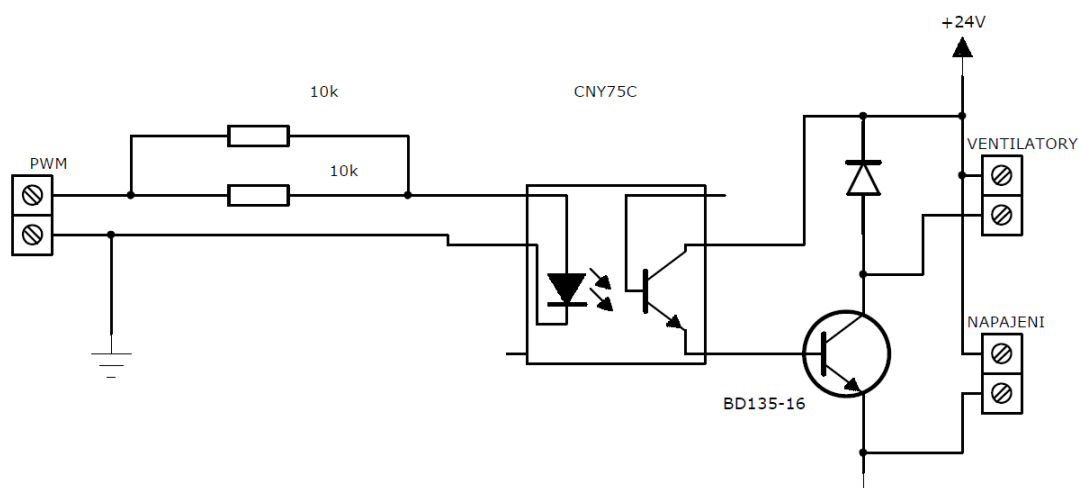 +24V
10k
CNY75C
VENTILATORY
PWM
10k
NAPAJENI
BD135-16